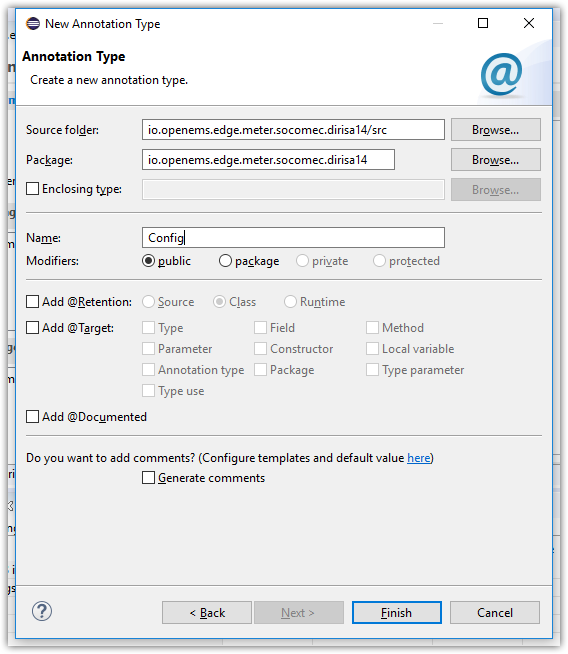 New Annotation Type
Annotation Type
Create a new annotation type.
@
Source folder: io.openems.edge.meter.socomec.dirisa14/src Browse...
Package: io.openems.edge.meter.socomec.dirisa14 Browse...
Enclosing type: Browse...
Name: Config
Modifiers: public package private protected
Add @Retention: Source Class Runtime
Add @Target: Type Field Method
Parameter Constructor Local variable
Annotation type Package Type parameter
Type use
Add @Documented
Do you want to add comments? (Configure templates and default value here)
Generate comments
? < Back Next > Finish Cancel